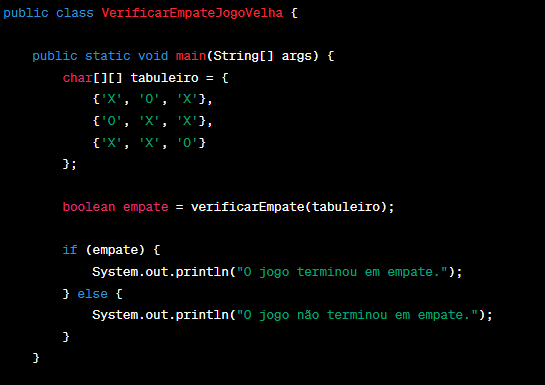 public class VerificarEmpateJogoVelha {
public static void main(String[] args) {
char[][] tabuleiro = {
{'X', 'O', 'X'},
{'O', 'X', 'X'},
{'X', 'X', 'O'}
};
boolean empate = verificarEmpate(tabuleiro);
if (empate) {
System.out.println("O jogo terminou em empate.");
} else {
System.out.println("O jogo não terminou em empate.");
}
}